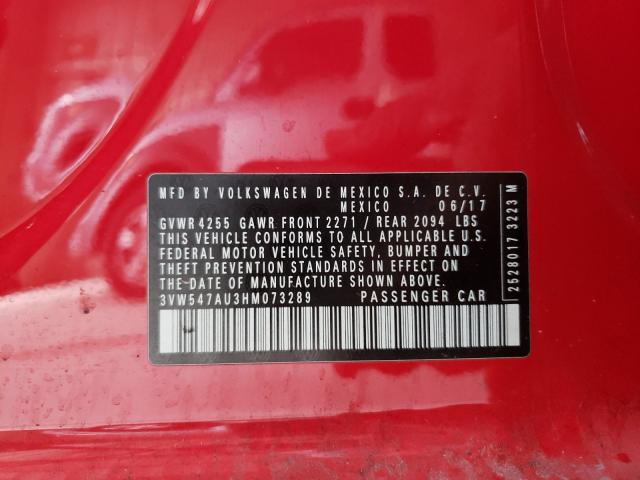 MFD BY VOLKSWAGEN DE MEXICO S.A. DE C.V.
MEXICO 06/17
GVWR 4255 GAWR FRONT 2271 / REAR 2094 LBS
THIS VEHICLE CONFORMS TO ALL APPLICABLE U.S.
FEDERAL MOTOR VEHICLE SAFETY, BUMPER AND
THEFT PREVENTION STANDARDS IN EFFECT ON
THE DATE OF MANUFACTURE SHOWN ABOVE.
3VW547AU3HM073289 PASSENGER CAR
2528017 3223 M